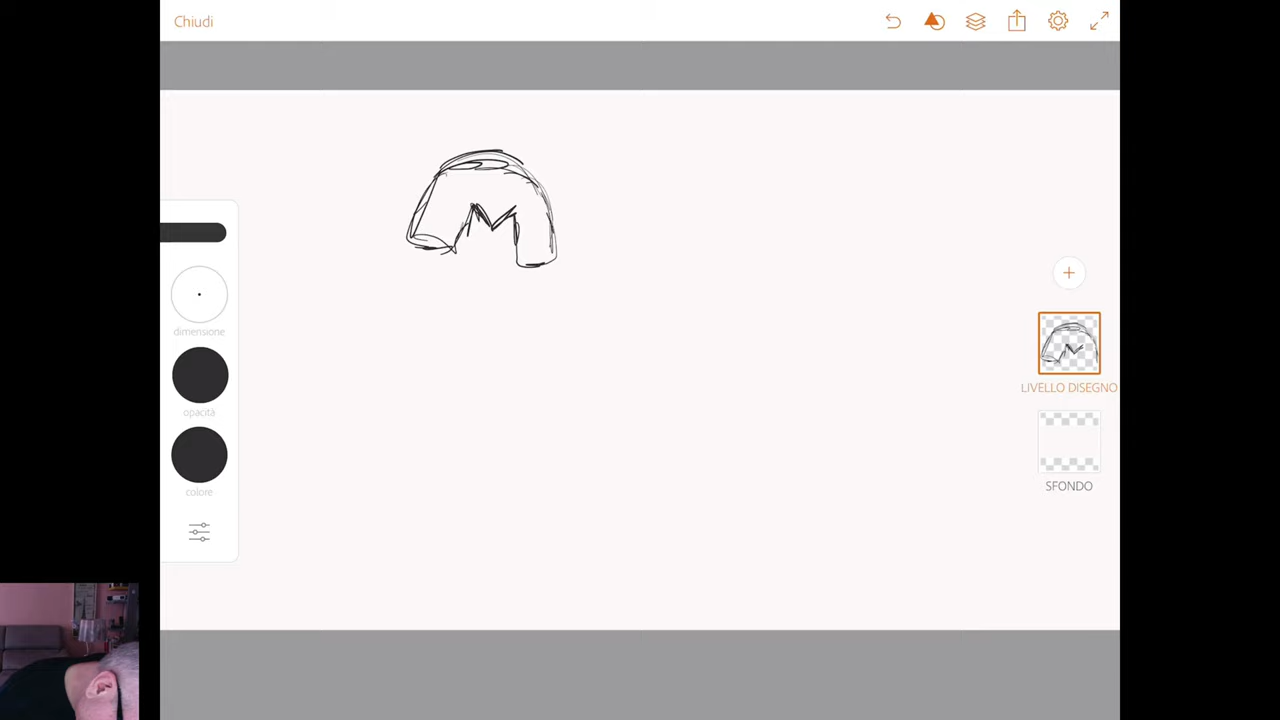 Chiudi
dimensione
opacità
colore
LIVELLO DISEGNO
SFONDO